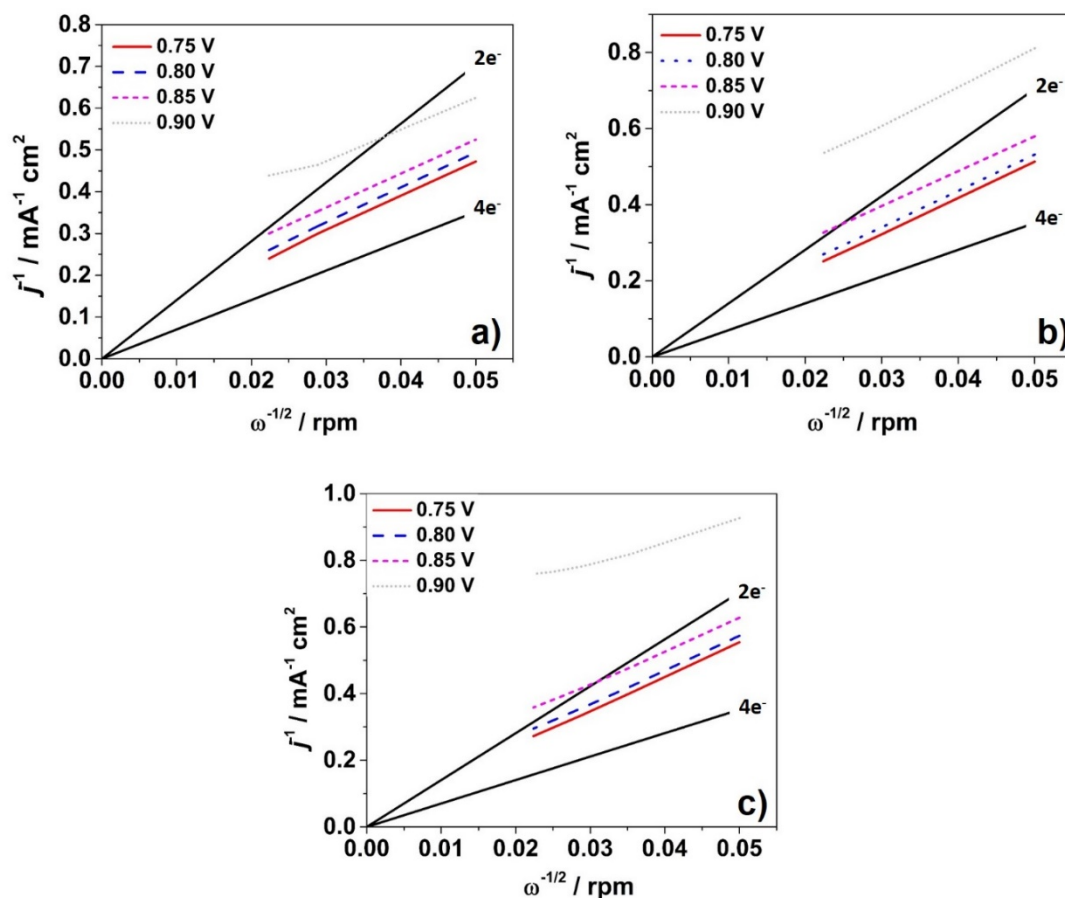 0.8
0.7
0.6
0.5
0.4
0.3
0.2
0.1
0.0
j⁻¹ / mA⁻¹ cm²
0.75 V
0.80 V
0.85 V
0.90 V
2e⁻
4e⁻
a)
0.00 0.01 0.02 0.03 0.04 0.05
ω⁻¹/² / rpm
0.8
0.6
0.4
0.2
0.0
j⁻¹ / mA⁻¹ cm²
0.75 V
0.80 V
0.85 V
0.90 V
2e⁻
4e⁻
b)
0.00 0.01 0.02 0.03 0.04 0.05
ω⁻¹/² / rpm
1.0
0.8
0.6
0.4
0.2
0.0
j⁻¹ / mA⁻¹ cm²
0.75 V
0.80 V
0.85 V
0.90 V
2e⁻
4e⁻
c)
0.00 0.01 0.02 0.03 0.04 0.05
ω⁻¹/² / rpm